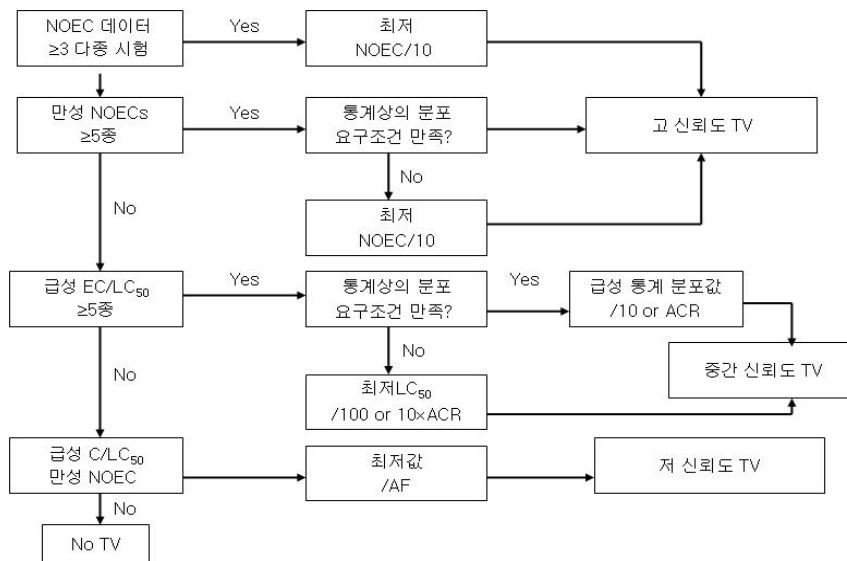 NOEC 데이터
≥3 다종 시험
Yes
최저
NOEC/10
만성 NOECs
≥5종
Yes
통계상의 분포
요구조건 만족?
고 신뢰도 TV
No
No
최저
NOEC/10
급성 EC/LC50
≥5종
Yes
통계상의 분포
요구조건 만족?
Yes
급성 통계 분포값
/10 or ACR
No
No
최저LC50
/100 or 10×ACR
중간 신뢰도 TV
급성 C/LC50
만성 NOEC
최저값
/AF
저 신뢰도 TV
No
No TV